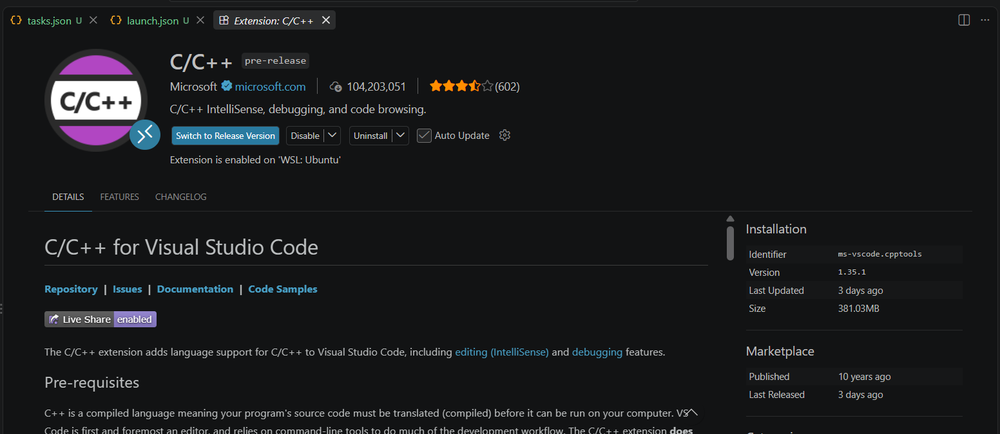 tasks.json U launch.json U Extension: C/C++
C/C++ pre-release
Microsoft microsoft.com 104,203,051 (602)
C/C++ IntelliSense, debugging, and code browsing.
Switch to Release Version Disable Uninstall Auto Update
Extension is enabled on 'WSL: Ubuntu'
C/C++
DETAILS FEATURES CHANGELOG
C/C++ for Visual Studio Code
Repository | Issues | Documentation | Code Samples
Live Share enabled
The C/C++ extension adds language support for C/C++ to Visual Studio Code, including editing (IntelliSense) and debugging features.
Pre-requisites
C++ is a compiled language meaning your program's source code must be translated (compiled) before it can be run on your computer. VS
Code is first and foremost an editor, and relies on command-line tools to do much of the development workflow. The C/C++ extension does
Installation
Identifier ms-vscode.cpptools
Version 1.35.1
Last Updated 3 days ago
Size 381.03MB
Marketplace
Published 10 years ago
Last Released 3 days ago